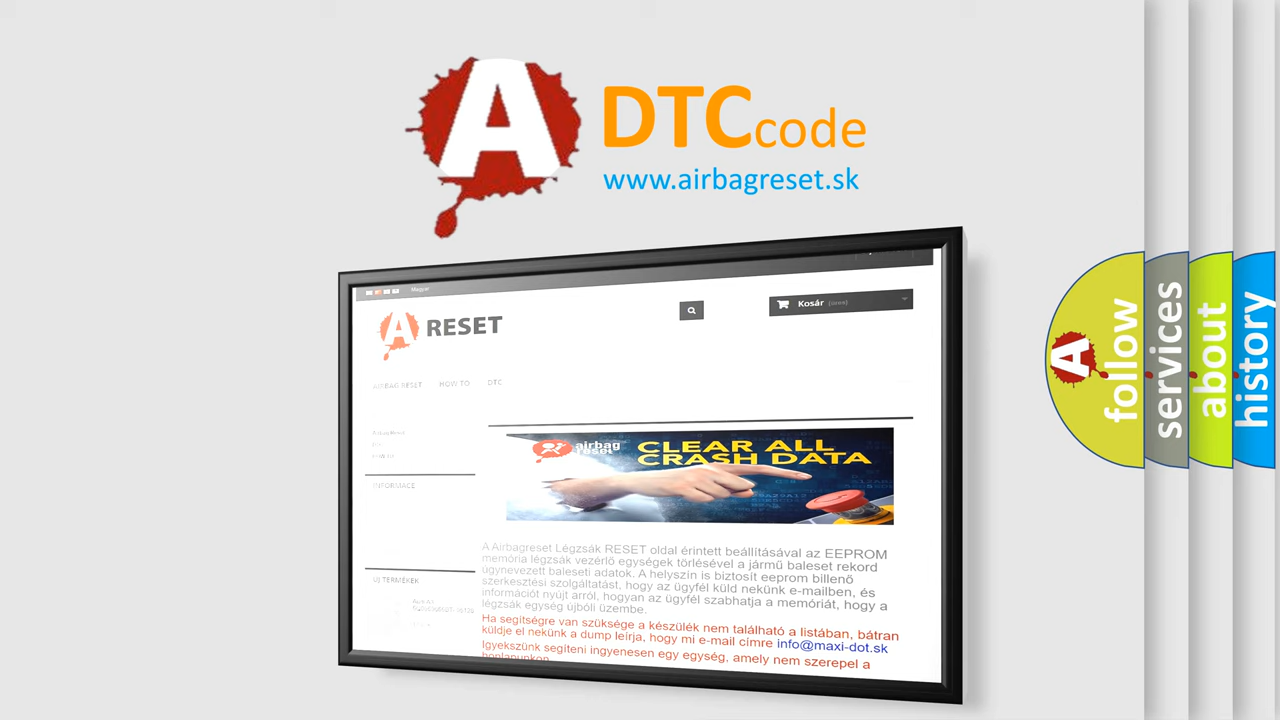 A
DTCcode
www.airbagreset.sk
Magyar
A RESET
Kosár (üres)
AIRBAG RESET HOW TO DTC
INFORMACE
airbag
reset
CLEAR ALL
CRASH DATA
A Airbagreset Légzsák RESET oldal érintett beállításával az EEPROM
memória légzsák vezérlő egységek törlésével a jármű baleset rekord
úgynevezett baleseti adatok. A helyszín is biztosít eeprom billenő
szerkesztési szolgáltatást, hogy az ügyfél küld nekünk e-mailben, és
információt nyújt arról, hogyan az ügyfél szabhatja a memóriát, hogy a
légzsák egység újbóli üzembe.
Ha segítségre van szüksége a készülék nem található a listában, bátran
küldje el nekünk a dump leírja, hogy mi e-mail címre info@maxi-dot.sk
Igyekszünk segíteni ingyenesen egy egység, amely nem szerepel a
honlapunkon.
ÚJ TERMÉKEK
A
follow
services
about
history